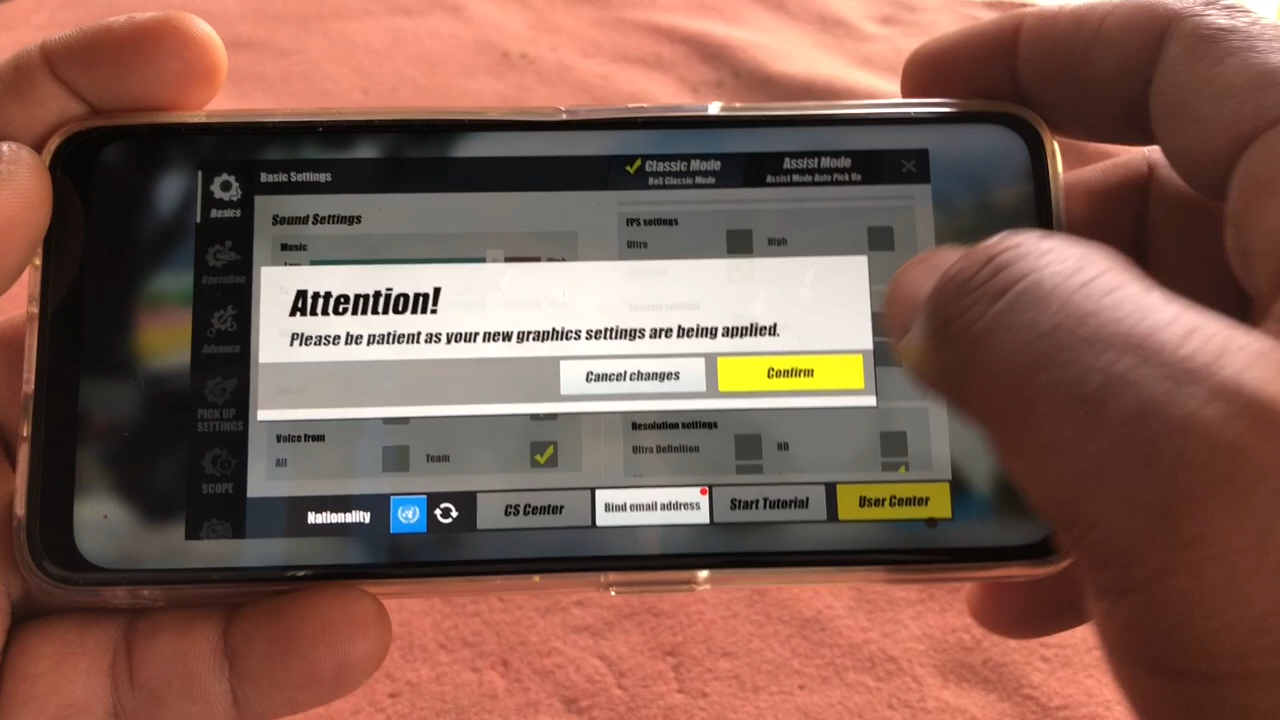 Basic Settings
Classic Mode
RoS Classic Mode
Assist Mode
Assist Mode Auto Pick Up
Basics
Operation
Advance
PICK UP
SETTINGS
SCOPE
Sound Settings
Music
FPS settings
Ultra
High
Attention!
Please be patient as your new graphics settings are being applied.
Cancel changes
Confirm
Voice from
All
Team
Resolution settings
Ultra Definition
HD
Nationality
CS Center
Bind email address
Start Tutorial
User Center